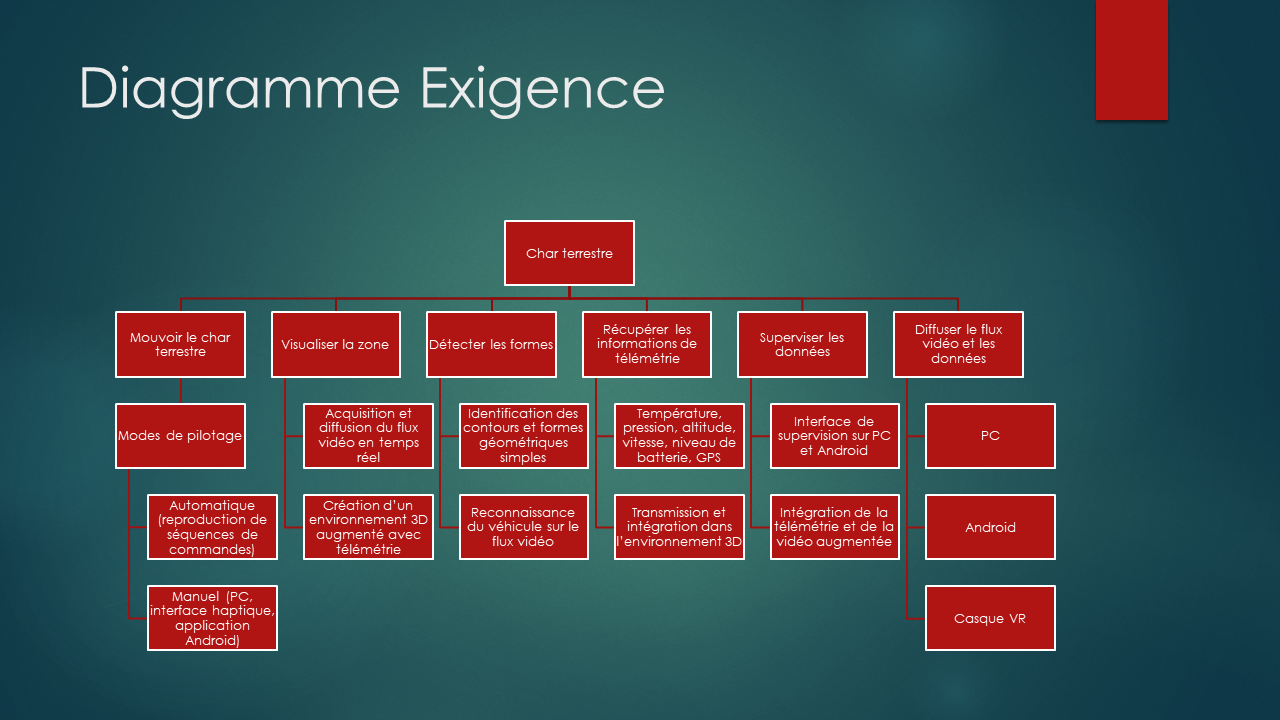 Diagramme Exigence
Char terrestre
Mouvoir le char
terrestre
Visualiser la zone
Détecter les formes
Récupérer les
informations de
télémétrie
Superviser les
données
Diffuser le flux
vidéo et les
données
Modes de pilotage
Acquisition et
diffusion du flux
vidéo en temps
réel
Identification des
contours et formes
géométriques
simples
Température,
pression, altitude,
vitesse, niveau de
batterie, GPS
Interface de
supervision sur PC
et Android
PC
Automatique
(reproduction de
séquences de
commandes)
Création d’un
environnement 3D
augmenté avec
télémétrie
Reconnaissance
du véhicule sur le
flux vidéo
Transmission et
intégration dans
l’environnement 3D
Intégration de la
télémétrie et de la
vidéo augmentée
Android
Manuel (PC,
interface haptique,
application
Android)
Casque VR